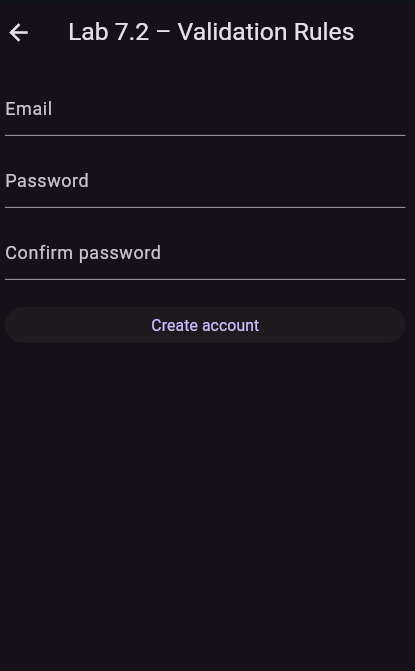 Lab 7.2 – Validation Rules
Email
Password
Confirm password
Create account